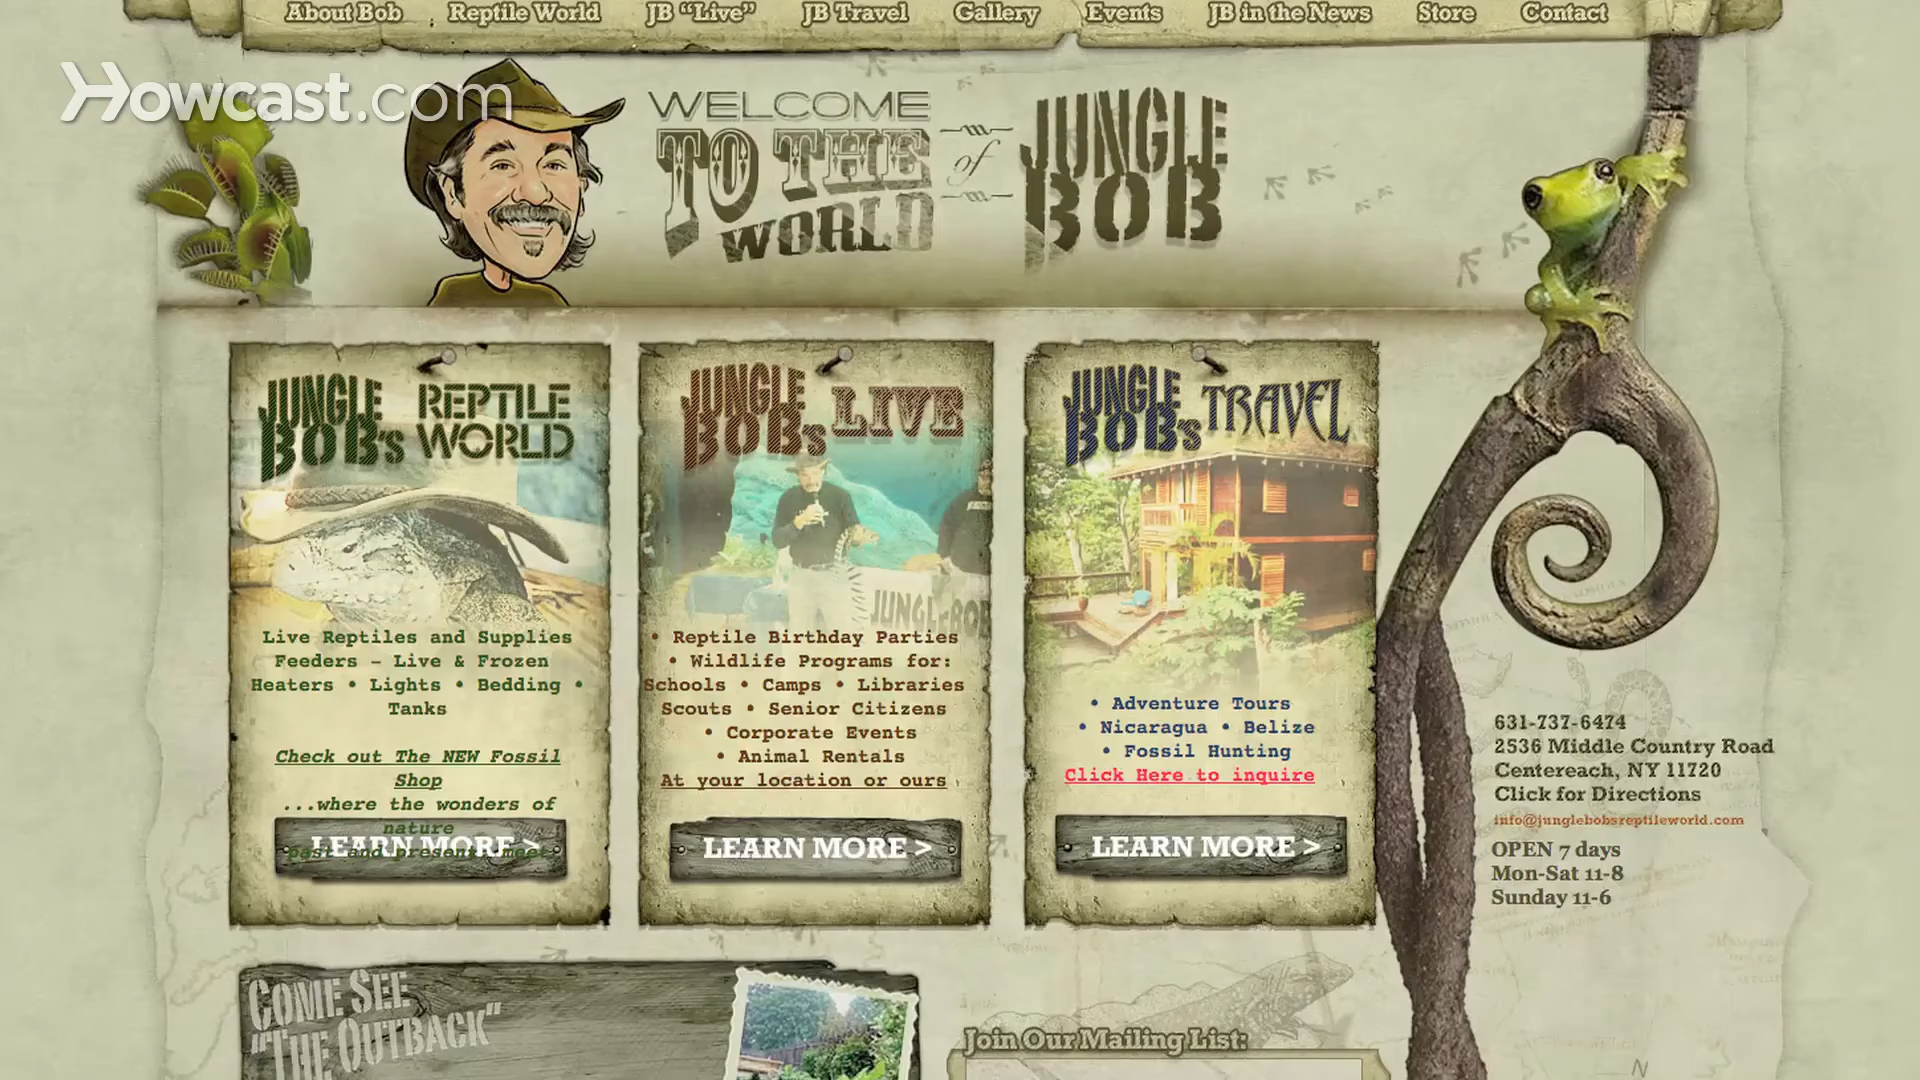 About Bob Reptile World JB "Live" JB Travel Gallery Events JB in the News Store Contact
Howcast.com
WELCOME
TO THE
WORLD
of
JUNGLE
BOB
JUNGLE
BOB's
REPTILE
WORLD
Live Reptiles and Supplies
Feeders – Live & Frozen
Heaters • Lights • Bedding •
Tanks
Check out The NEW Fossil
Shop
...where the wonders of
nature
past and present meet
LEARN MORE >
JUNGLE
BOB's
LIVE
JUNGLEBOB
• Reptile Birthday Parties
• Wildlife Programs for:
Schools • Camps • Libraries
Scouts • Senior Citizens
• Corporate Events
• Animal Rentals
At your location or ours
LEARN MORE >
JUNGLE
BOB's
TRAVEL
• Adventure Tours
• Nicaragua • Belize
• Fossil Hunting
Click Here to inquire
LEARN MORE >
631-737-6474
2536 Middle Country Road
Centereach, NY 11720
Click for Directions
info@junglebobsreptileworld.com
OPEN 7 days
Mon-Sat 11-8
Sunday 11-6
COME SEE
"THE OUTBACK"
Join Our Mailing List:
N